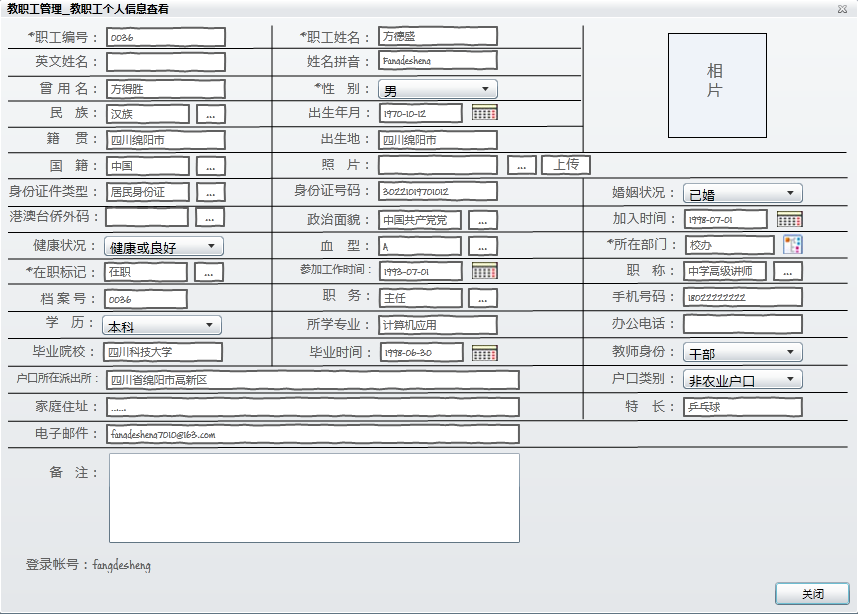 教职工管理_教职工个人信息查看
*职工编号： 0036 *职工姓名： 方德盛
英文姓名： 姓名拼音： Fangdesheng
曾 用 名： 方得胜 *性 别： 男
相片
民 族： 汉族 ... 出生年月： 1970-10-12
籍 贯： 四川绵阳市 出生地： 四川绵阳市
国 籍： 中国 ... 照 片： ... 上传
身份证件类型： 居民身份证 ... 身份证号码： 30221019701012 婚姻状况： 已婚
港澳台侨外码： ... 政治面貌： 中国共产党党 ... 加入时间： 1998-07-01
健康状况： 健康或良好 血 型： A ... *所在部门： 校办
*在职标记： 在职 ... 参加工作时间： 1993-07-01 职 称： 中学高级讲师 ...
档 案 号： 0036 职 务： 主任 ... 手机号码： 18022222222
学 历： 本科 所学专业： 计算机应用 办公电话：
毕业院校： 四川科技大学 毕业时间： 1998-06-30 教师身份： 干部
户口所在派出所： 四川省绵阳市高新区 户口类别： 非农业户口
家庭住址： ...... 特 长： 乒乓球
电子邮件： fangdesheng7010@163.com
备 注：
登录帐号：fangdesheng
关闭